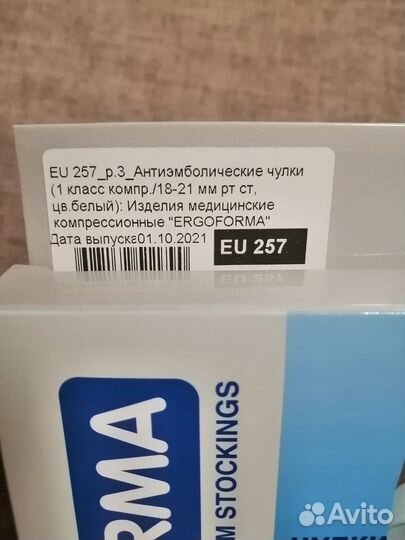 EU 257_р.3_Антиэмболические чулки
(1 класс компр./18-21 мм рт ст,
цв.белый): Изделия медицинские
компрессионные "ERGOFORMA"
Дата выпуска01.10.2021
EU 257
RMA
M STOCKINGS
Avito